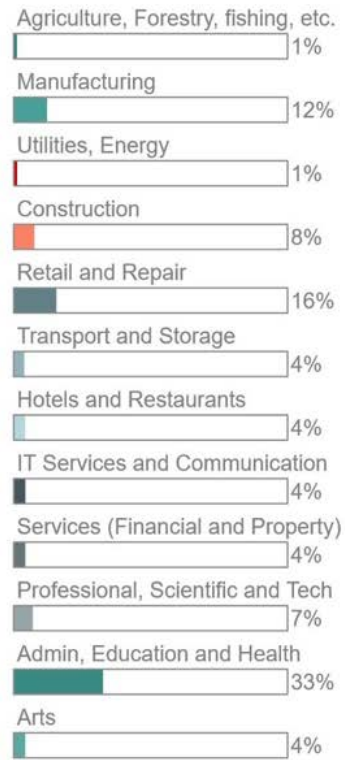 Agriculture, Forestry, fishing, etc.
1%
Manufacturing
12%
Utilities, Energy
1%
Construction
8%
Retail and Repair
16%
Transport and Storage
4%
Hotels and Restaurants
4%
IT Services and Communication
4%
Services (Financial and Property)
4%
Professional, Scientific and Tech
7%
Admin, Education and Health
33%
Arts
4%